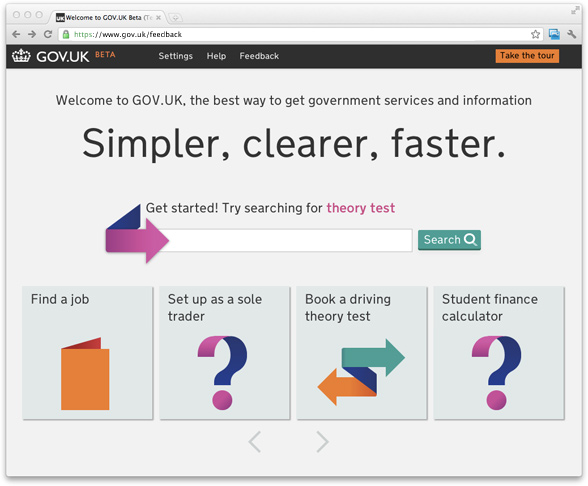 Welcome to GOV.UK Beta (Te
https://www.gov.uk/feedback
GOV.UK BETA Settings Help Feedback Take the tour
Welcome to GOV.UK, the best way to get government services and information
Simpler, clearer, faster.
Get started! Try searching for theory test
Search
Find a job
Set up as a sole
trader
Book a driving
theory test
Student finance
calculator